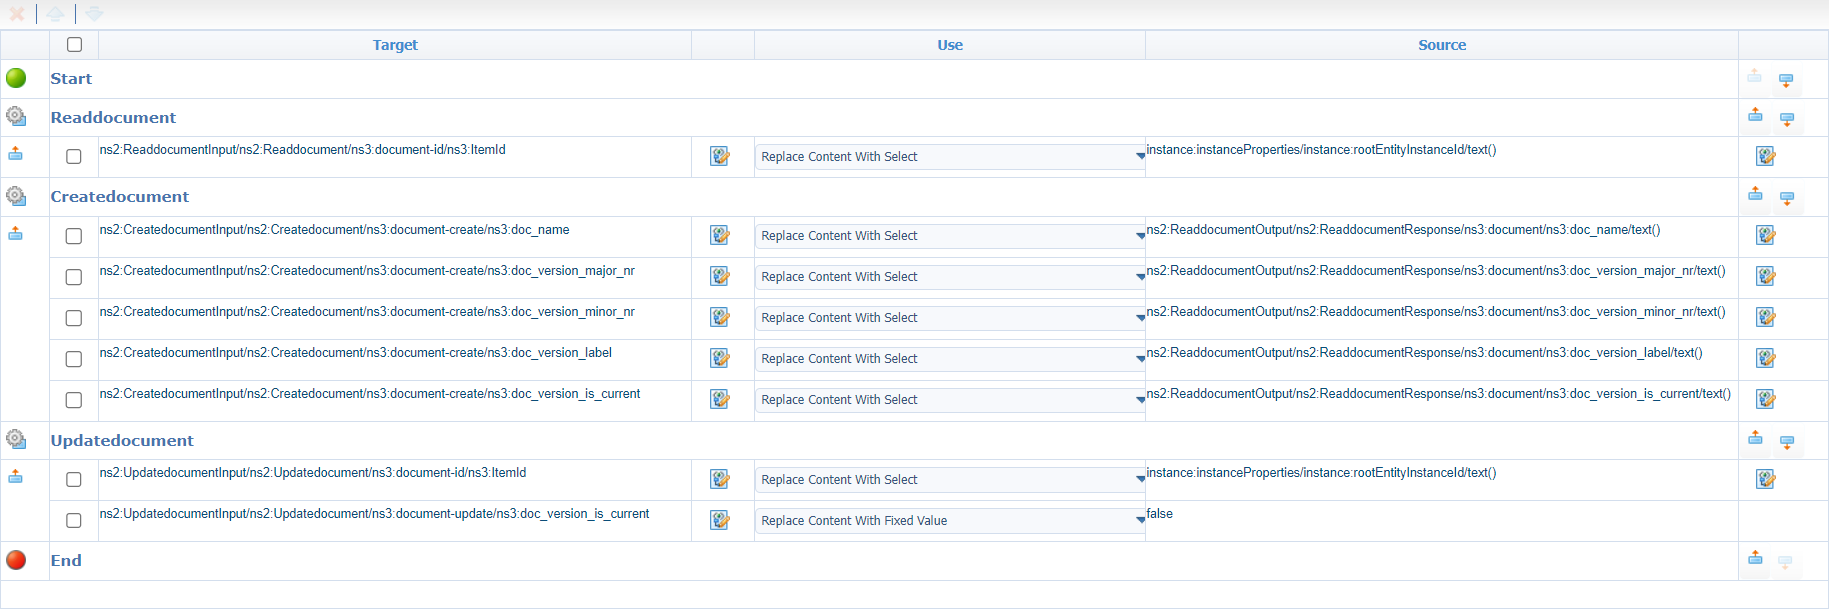 Target Use Source
Start
Readdocument
ns2:ReaddocumentInput/ns2:Readdocument/ns3:document-id/ns3:ItemId Replace Content With Select instance:instanceProperties/instance:rootEntityInstanceId/text()
Createdocument
ns2:CreatedocumentInput/ns2:Createdocument/ns3:document-create/ns3:doc_name Replace Content With Select ns2:ReaddocumentOutput/ns2:ReaddocumentResponse/ns3:document/ns3:doc_name/text()
ns2:CreatedocumentInput/ns2:Createdocument/ns3:document-create/ns3:doc_version_major_nr Replace Content With Select ns2:ReaddocumentOutput/ns2:ReaddocumentResponse/ns3:document/ns3:doc_version_major_nr/text()
ns2:CreatedocumentInput/ns2:Createdocument/ns3:document-create/ns3:doc_version_minor_nr Replace Content With Select ns2:ReaddocumentOutput/ns2:ReaddocumentResponse/ns3:document/ns3:doc_version_minor_nr/text()
ns2:CreatedocumentInput/ns2:Createdocument/ns3:document-create/ns3:doc_version_label Replace Content With Select ns2:ReaddocumentOutput/ns2:ReaddocumentResponse/ns3:document/ns3:doc_version_label/text()
ns2:CreatedocumentInput/ns2:Createdocument/ns3:document-create/ns3:doc_version_is_current Replace Content With Select ns2:ReaddocumentOutput/ns2:ReaddocumentResponse/ns3:document/ns3:doc_version_is_current/text()
Updatedocument
ns2:UpdatedocumentInput/ns2:Updatedocument/ns3:document-id/ns3:ItemId Replace Content With Select instance:instanceProperties/instance:rootEntityInstanceId/text()
ns2:UpdatedocumentInput/ns2:Updatedocument/ns3:document-update/ns3:doc_version_is_current Replace Content With Fixed Value false
End